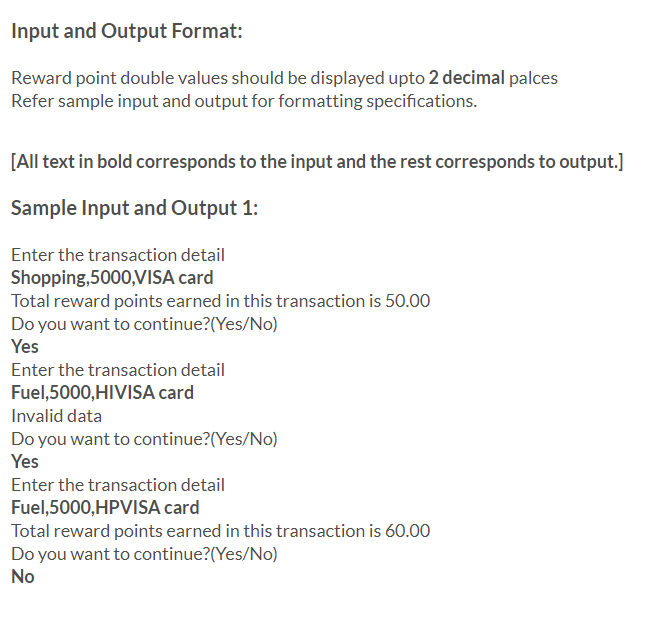 Input and Output Format:
Reward point double values should be displayed upto 2 decimal palces
Refer sample input and output for formatting specifications.
[All text in bold corresponds to the input and the rest corresponds to output.]
Sample Input and Output 1:
Enter the transaction detail
Shopping,5000,VISA card
Total reward points earned in this transaction is 50.00
Do you want to continue?(Yes/No)
Yes
Enter the transaction detail
Fuel,5000,HIVISA card
Invalid data
Do you want to continue?(Yes/No)
Yes
Enter the transaction detail
Fuel,5000,HPVISA card
Total reward points earned in this transaction is 60.00
Do you want to continue?(Yes/No)
No